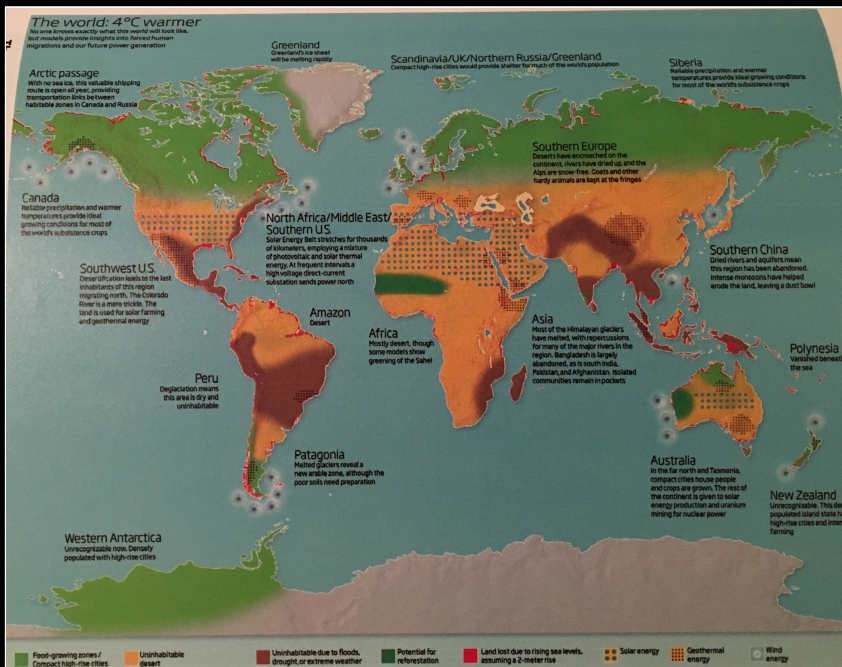 The world: 4°C warmer
No one knows exactly what this world will look like,
but models provide insights into forced human
migrations and our future power generation
Greenland
Greenland's ice sheet
will be melting rapidly
Scandinavia/UK/Northern Russia/Greenland
Compact high-rise cities would provide shelter for much of the world's population
Siberia
Reliable precipitation and warmer
temperatures provide ideal growing conditions
for most of the world's subsistence crops
Arctic passage
With no sea ice, this valuable shipping
route is open all year, providing
transportation links between
habitable zones in Canada and Russia
Southern Europe
Deserts have encroached on the
continent, rivers have dried up, and the
Alps are snow-free. Goats and other
hardy animals are kept at the fringes
Canada
Reliable precipitation and warmer
temperatures provide ideal
growing conditions for most of
the world's subsistence crops
North Africa/Middle East/
Southern U.S.
Solar Energy Belt stretches for thousands
of kilometers, employing a mixture
of photovoltaic and solar thermal
energy. At frequent intervals a
high voltage direct-current
substation sends power north
Southern China
Dried rivers and aquifers mean
this region has been abandoned.
Intense monsoons have helped
erode the land, leaving a dust bowl
Southwest U.S.
Desertification leads to the last
inhabitants of this region
migrating north. The Colorado
River is a mere trickle. The
land is used for solar farming
and geothermal energy
Amazon
Desert
Africa
Mostly desert, though
some models show
greening of the Sahel
Asia
Most of the Himalayan glaciers
have melted, with repercussions
for many of the major rivers in the
region. Bangladesh is largely
abandoned, as is south India,
Pakistan, and Afghanistan. Isolated
communities remain in pockets
Polynesia
Vanished
the sea
Peru
Deglaciation means
this area is dry and
uninhabitable
Patagonia
Melted glaciers reveal a
new arable zone, although the
poor soils need preparation
Australia
In the far north and Tasmania,
compact cities house people
and crops are grown. The rest of
the continent is given to solar
energy production and uranium
mining for nuclear power
New Zealand
Unrecognizable. This
populated island state
high-rise cities and
farming
Western Antarctica
Unrecognizable now. Densely
populated with high-rise cities
Food-growing zones/
Compact high-rise cities
Uninhabitable
desert
Uninhabitable due to floods,
drought, or extreme weather
Potential for
reforestation
Land lost due to rising sea levels,
assuming a 2-meter rise
Solar energy
Geothermal
energy
Wind
energy